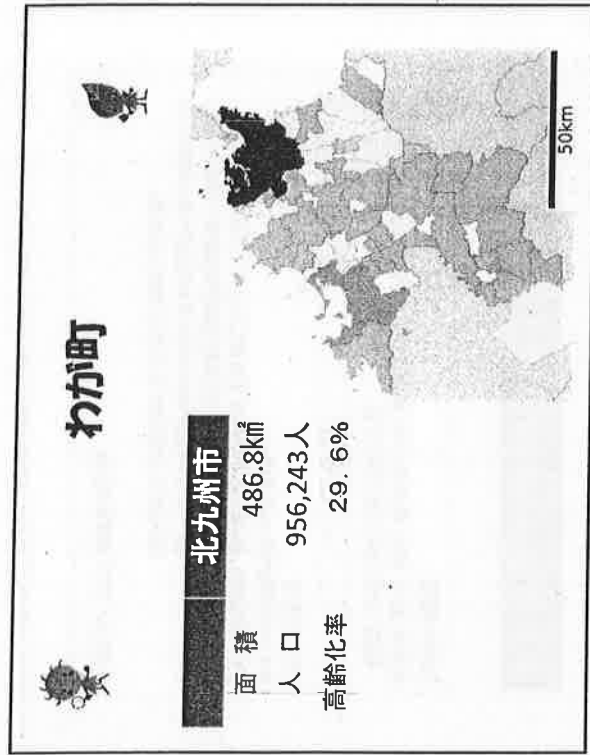 わが町
北九州市
面 積 486.8k㎡
人 口 956,243人
高齢化率 29.6%
50km